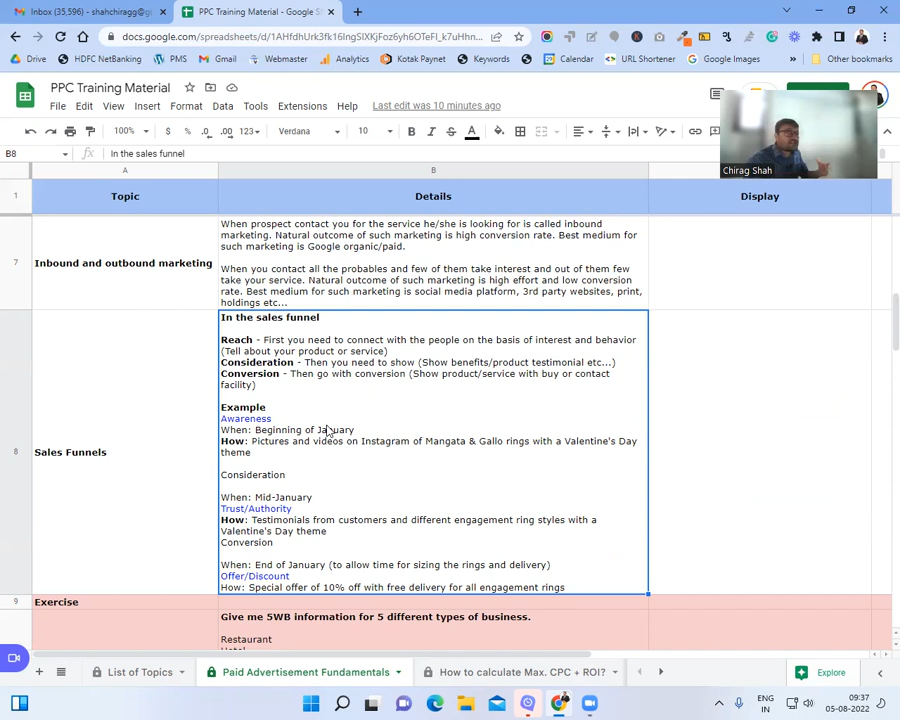 Inbox (35,596) - shahchiragg@g
PPC Training Material - Google S
docs.google.com/spreadsheets/d/1AHfdhUrk3fk16IngSIXKjFoz6yh6OTeFI_k7uHhn...
Drive
HDFC NetBanking
PMS
Gmail
Webmaster
Analytics
Kotak Paynet
Keywords
Calendar
URL Shortener
Google Images
Other bookmarks
PPC Training Material
File Edit View Insert Format Data Tools Extensions Help Last edit was 10 minutes ago
100% $ % .0 .00 123 Verdana 10 B I S A
B8 fx In the sales funnel
A B C
1 Topic Details Display
7 Inbound and outbound marketing
When prospect contact you for the service he/she is looking for is called inbound
marketing. Natural outcome of such marketing is high conversion rate. Best medium for
such marketing is Google organic/paid.
When you contact all the probables and few of them take interest and out of them few
take your service. Natural outcome of such marketing is high effort and low conversion
rate. Best medium for such marketing is social media platform, 3rd party websites, print,
holdings etc...
8 Sales Funnels
In the sales funnel
Reach - First you need to connect with the people on the basis of interest and behavior
(Tell about your product or service)
Consideration - Then you need to show (Show benefits/product testimonial etc...)
Conversion - Then go with conversion (Show product/service with buy or contact
facility)
Example
Awareness
When: Beginning of January
How: Pictures and videos on Instagram of Mangata & Gallo rings with a Valentine's Day
theme
Consideration
When: Mid-January
Trust/Authority
How: Testimonials from customers and different engagement ring styles with a
Valentine's Day theme
Conversion
When: End of January (to allow time for sizing the rings and delivery)
Offer/Discount
How: Special offer of 10% off with free delivery for all engagement rings
9 Exercise
Give me 5WB information for 5 different types of business.
Restaurant
Hotel
Chirag Shah
List of Topics
Paid Advertisement Fundamentals
How to calculate Max. CPC + ROI?
Explore
ENG
IN
09:37
05-08-2022